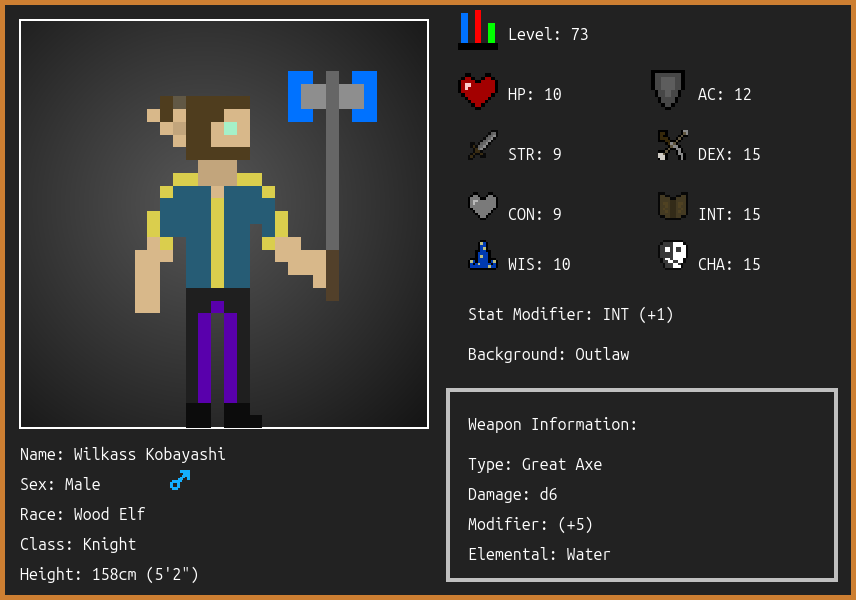 Level: 73
HP: 10
AC: 12
STR: 9
DEX: 15
CON: 9
INT: 15
WIS: 10
CHA: 15
Stat Modifier: INT (+1)
Background: Outlaw
Weapon Information:
Type: Great Axe
Damage: d6
Modifier: (+5)
Elemental: Water
Name: Wilkass Kobayashi
Sex: Male
Race: Wood Elf
Class: Knight
Height: 158cm (5'2")